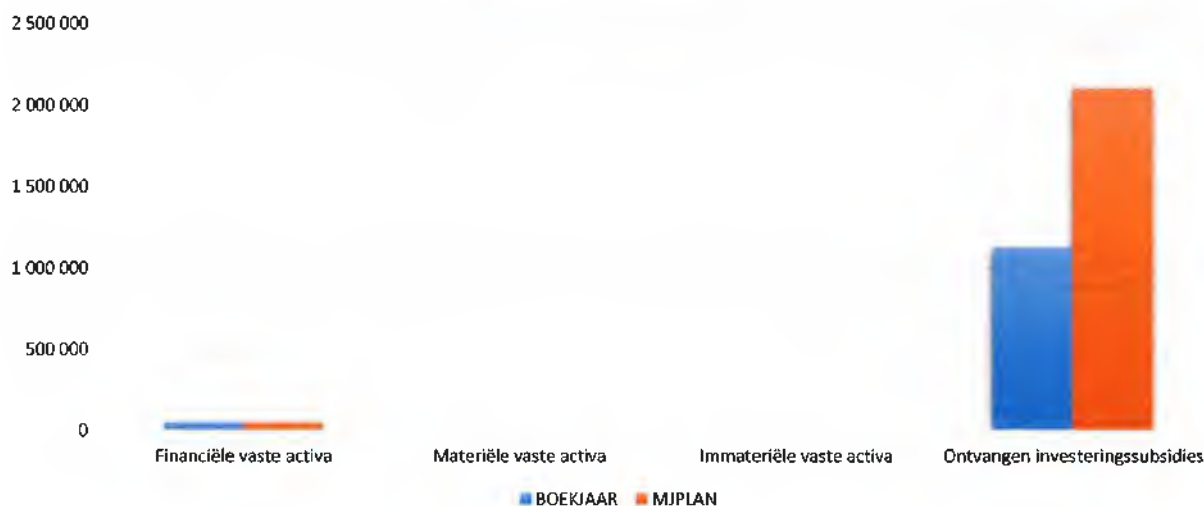 2 500 000
2 000 000
1 500 000
1 000 000
500 000
0
Financiële vaste activa Materiële vaste activa Immateriële vaste activa Ontvangen investeringssubsidies
BOEKJAAR MJPLAN